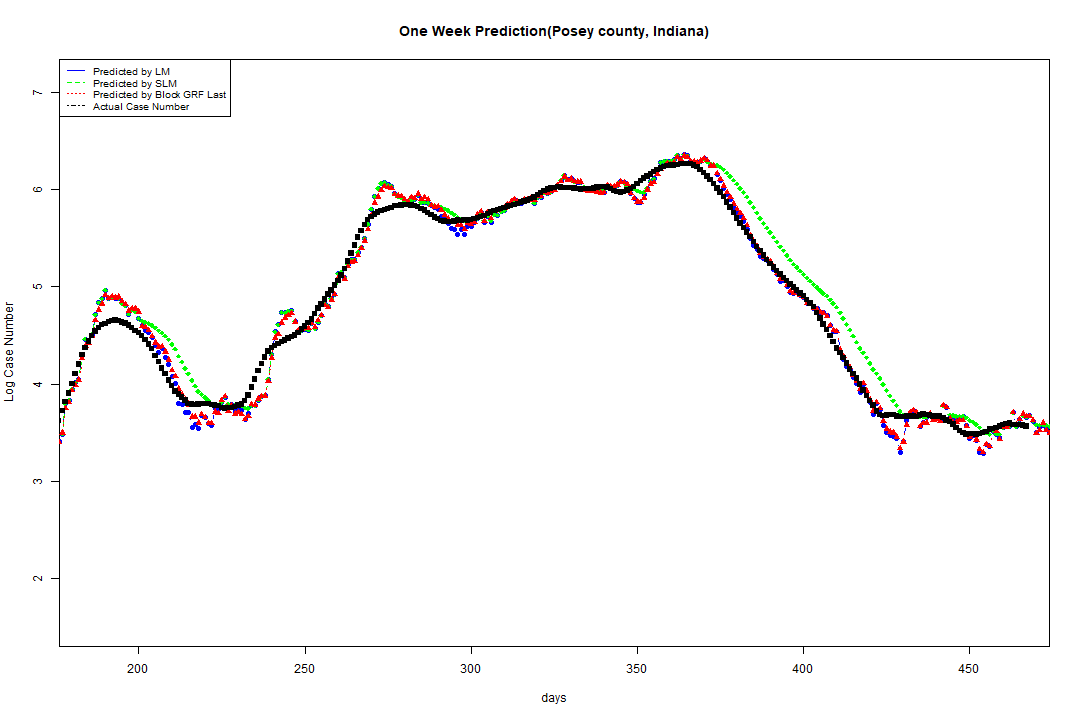 One Week Prediction(Posey county, Indiana)
Predicted by LM
Predicted by SLM
Predicted by Block GRF Last
Actual Case Number
7
6
5
4
3
2
Log Case Number
200 250 300 350 400 450
days